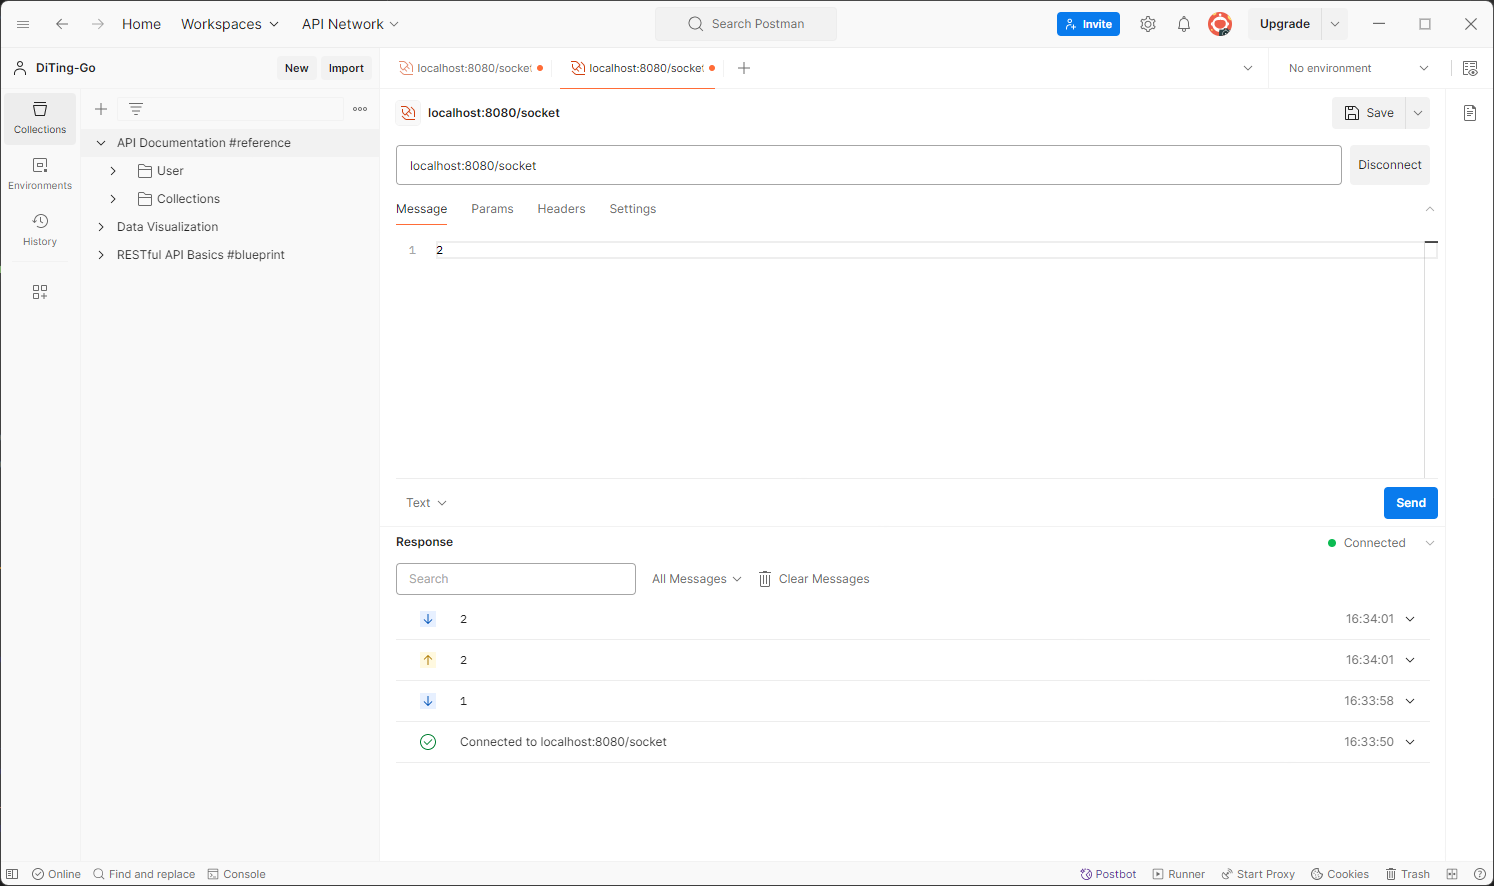 Home Workspaces API Network Search Postman Invite Upgrade
DiTing-Go New Import localhost:8080/socket localhost:8080/socket No environment
Collections
Environments
History
API Documentation #reference
User
Collections
Data Visualization
RESTful API Basics #blueprint
localhost:8080/socket Save
localhost:8080/socket Disconnect
Message Params Headers Settings
1 2
Text Send
Response Connected
Search All Messages Clear Messages
2 16:34:01
2 16:34:01
1 16:33:58
Connected to localhost:8080/socket 16:33:50
Online Find and replace Console Postbot Runner Start Proxy Cookies Trash